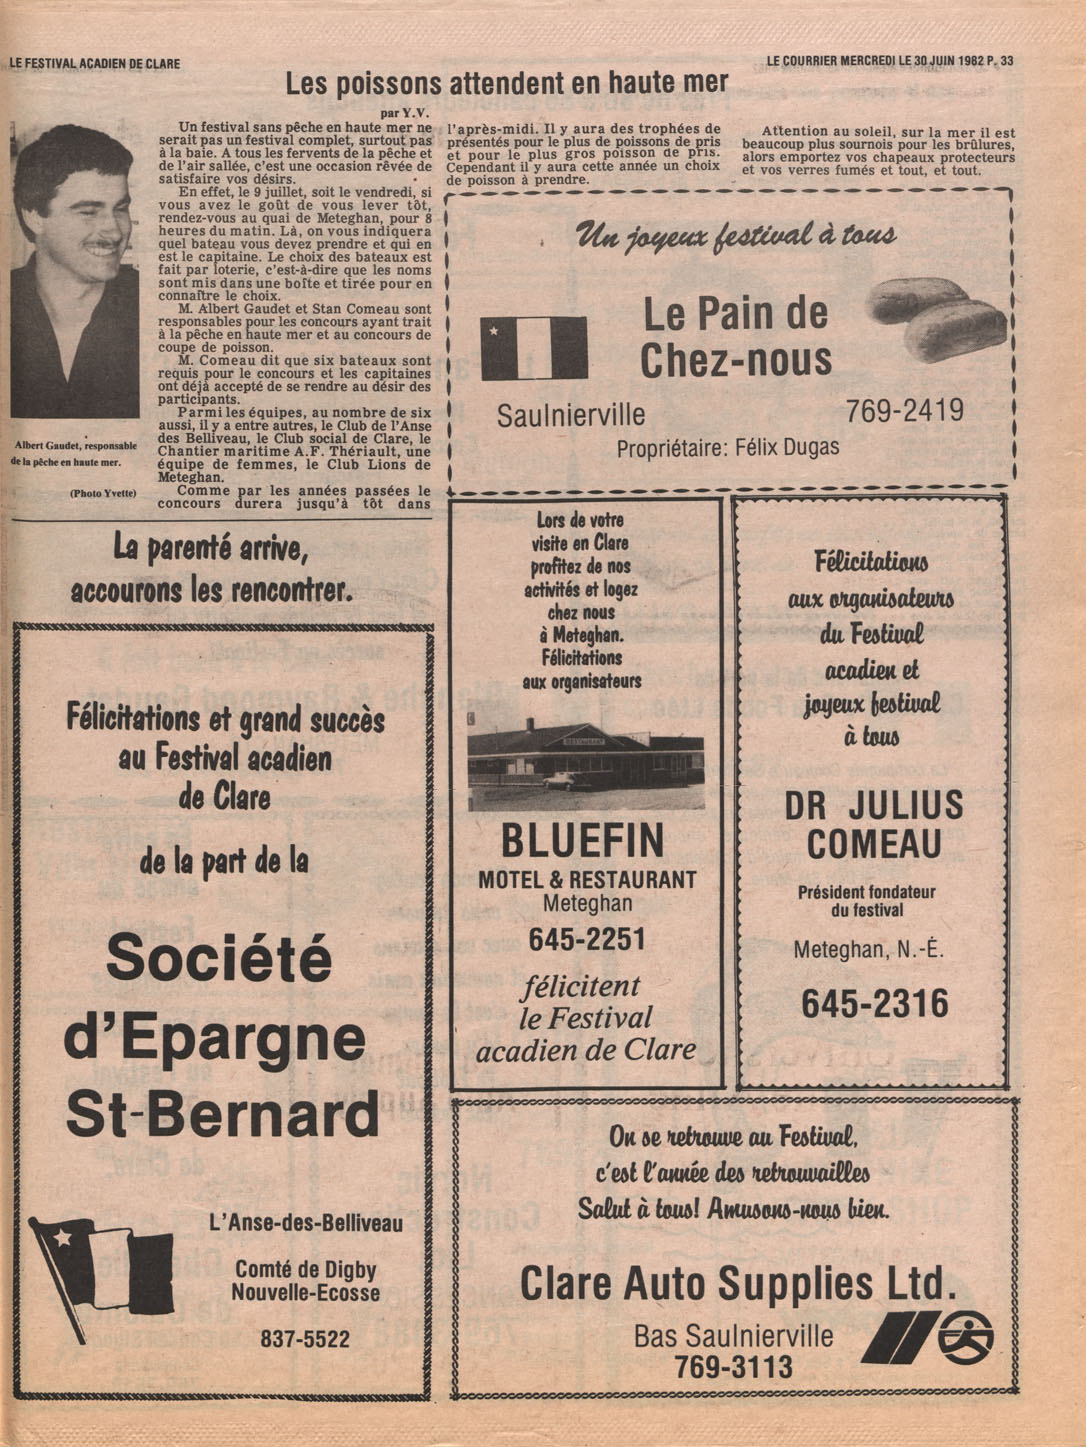 LE FESTIVAL ACADIEN DE CLARE
LE COURRIER MERCREDI LE 30 JUIN 1982 P. 33
Les poissons attendent en haute mer
par Y.V.
Un festival sans pêche en haute mer ne
serait pas un festival complet, surtout pas
à la baie. A tous les fervents de la pêche et
de l'air sallée, c'est une occasion rêvée de
satisfaire vos désirs.
En effet, le 9 juillet, soit le vendredi, si
vous avez le goût de vous lever tôt,
rendez-vous au quai de Meteghan, pour 8
heures du matin. Là, on vous indiquera
quel bateau vous devez prendre et qui en
est le capitaine. Le choix des bateaux est
fait par loterie, c'est-à-dire que les noms
sont mis dans une boîte et tirée pour en
connaître le choix.
M. Albert Gaudet et Stan Comeau sont
responsables pour les concours ayant trait
à la pêche en haute mer et au concours de
coupe de poisson.
M. Comeau dit que six bateaux sont
requis pour le concours et les capitaines
ont déjà accepté de se rendre au désir des
participants.
Parmi les équipes, au nombre de six
aussi, il y a entre autres, le Club de l'Anse
des Belliveau, le Club social de Clare, le
Chantier maritime A.F. Thériault, une
équipe de femmes, le Club Lions de
Meteghan.
Comme par les années passées le
concours durera jusqu'à tôt dans
l'après-midi. Il y aura des trophées de
présentés pour le plus de poissons de pris
et pour le plus gros poisson de pris.
Cependant il y aura cette année un choix
de poisson à prendre.
Attention au soleil, sur la mer il est
beaucoup plus sournois pour les brûlures,
alors emportez vos chapeaux protecteurs
et vos verres fumés et tout, et tout.
Albert Gaudet, responsable
de la pêche en haute mer.
(Photo Yvette)
Un joyeux festival à tous
Le Pain de
Chez-nous
Saulnierville
769-2419
Propriétaire: Félix Dugas
La parenté arrive,
accourons les rencontrer.
Félicitations et grand succès
au Festival acadien
de Clare
de la part de la
Société
d'Epargne
St-Bernard
L'Anse-des-Belliveau
Comté de Digby
Nouvelle-Ecosse
837-5522
Lors de votre
visite en Clare
profitez de nos
activités et logez
chez nous
à Meteghan.
Félicitations
aux organisateurs
RESTAURANT
BLUEFIN
MOTEL & RESTAURANT
Meteghan
645-2251
félicitent
le Festival
acadien de Clare
Félicitations
aux organisateurs
du Festival
acadien et
joyeux festival
à tous
DR JULIUS
COMEAU
Président fondateur
du festival
Meteghan, N.-É.
645-2316
On se retrouve au Festival,
c'est l'année des retrouvailles
Salut à tous! Amusons-nous bien.
Clare Auto Supplies Ltd.
Bas Saulnierville
769-3113